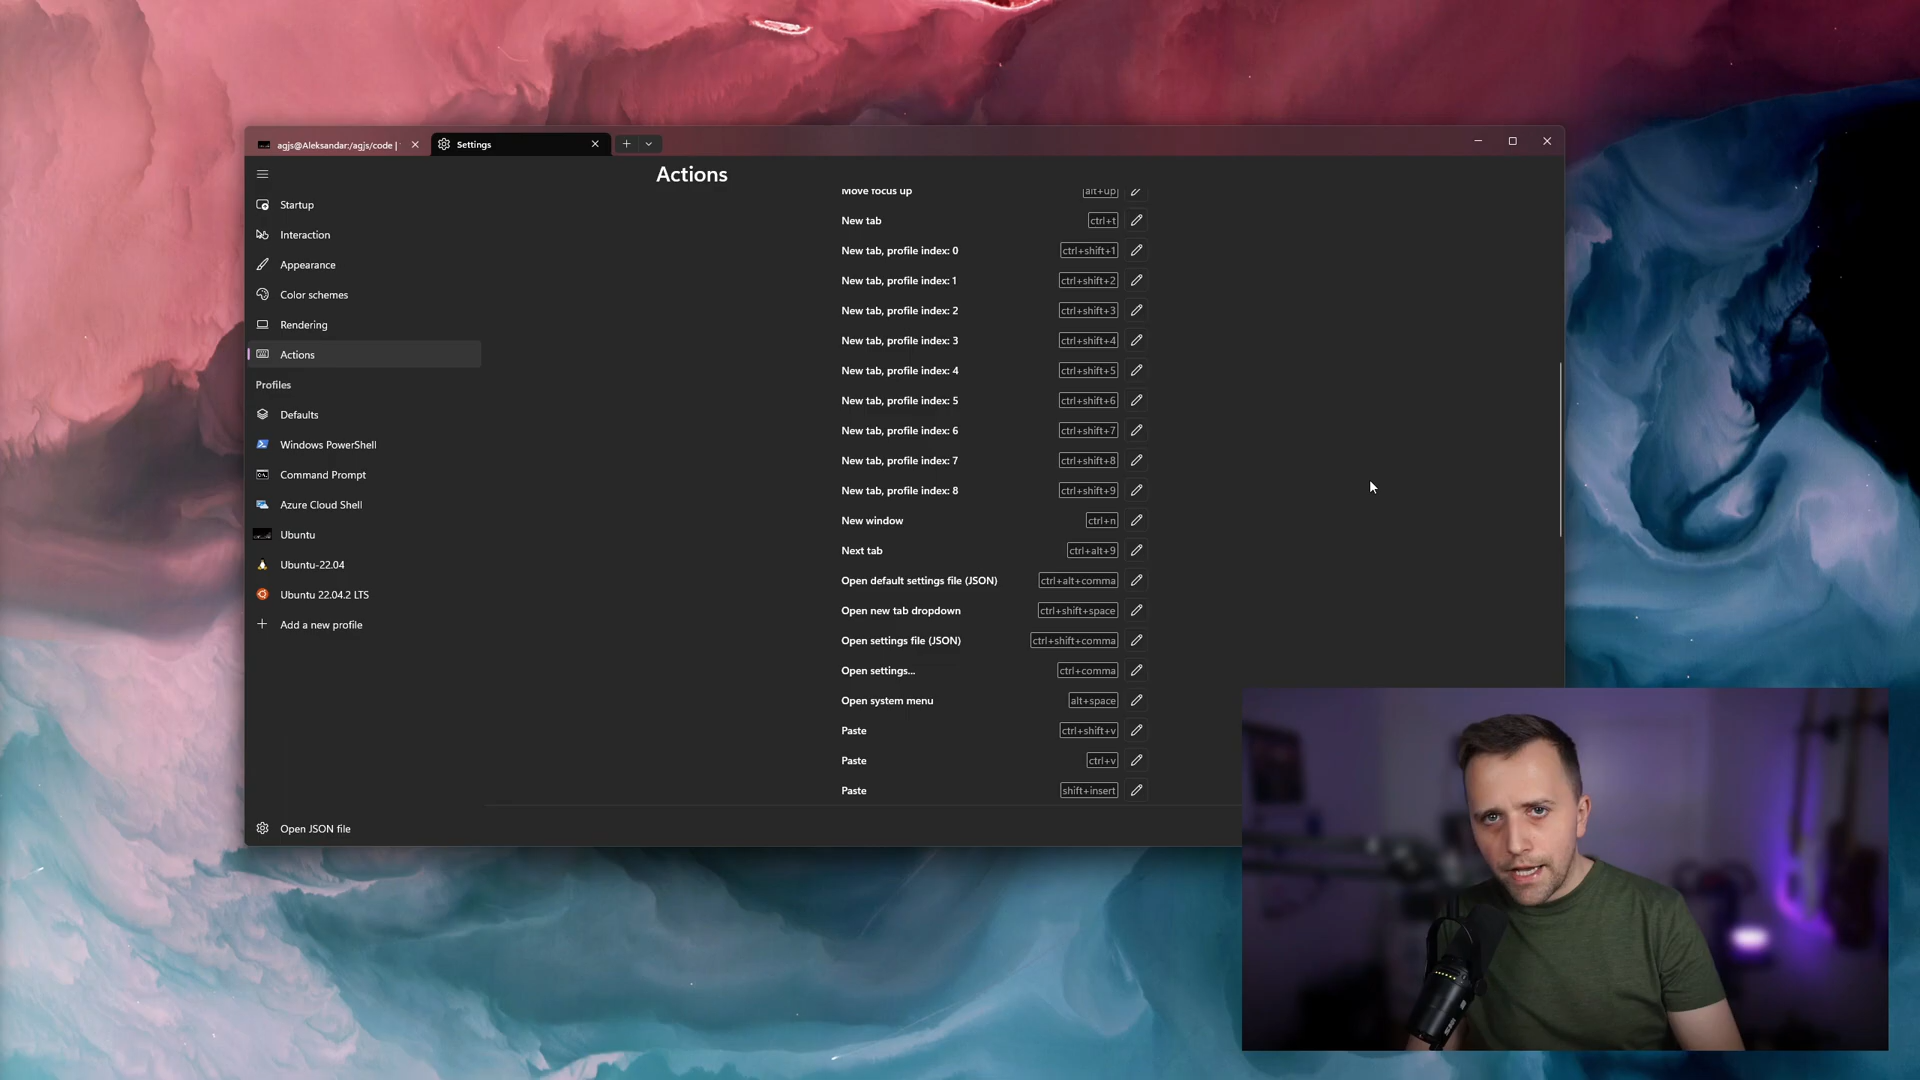 agjs@Aleksandar:/agjs/code |
Settings
Actions
Startup
Interaction
Appearance
Color schemes
Rendering
Actions
Profiles
Defaults
Windows PowerShell
Command Prompt
Azure Cloud Shell
Ubuntu
Ubuntu-22.04
Ubuntu 22.04.2 LTS
Add a new profile
Open JSON file
Move focus up alt+up
New tab ctrl+t
New tab, profile index: 0 ctrl+shift+1
New tab, profile index: 1 ctrl+shift+2
New tab, profile index: 2 ctrl+shift+3
New tab, profile index: 3 ctrl+shift+4
New tab, profile index: 4 ctrl+shift+5
New tab, profile index: 5 ctrl+shift+6
New tab, profile index: 6 ctrl+shift+7
New tab, profile index: 7 ctrl+shift+8
New tab, profile index: 8 ctrl+shift+9
New window ctrl+n
Next tab ctrl+alt+9
Open default settings file (JSON) ctrl+alt+comma
Open new tab dropdown ctrl+shift+space
Open settings file (JSON) ctrl+shift+comma
Open settings... ctrl+comma
Open system menu alt+space
Paste ctrl+shift+v
Paste ctrl+v
Paste shift+insert